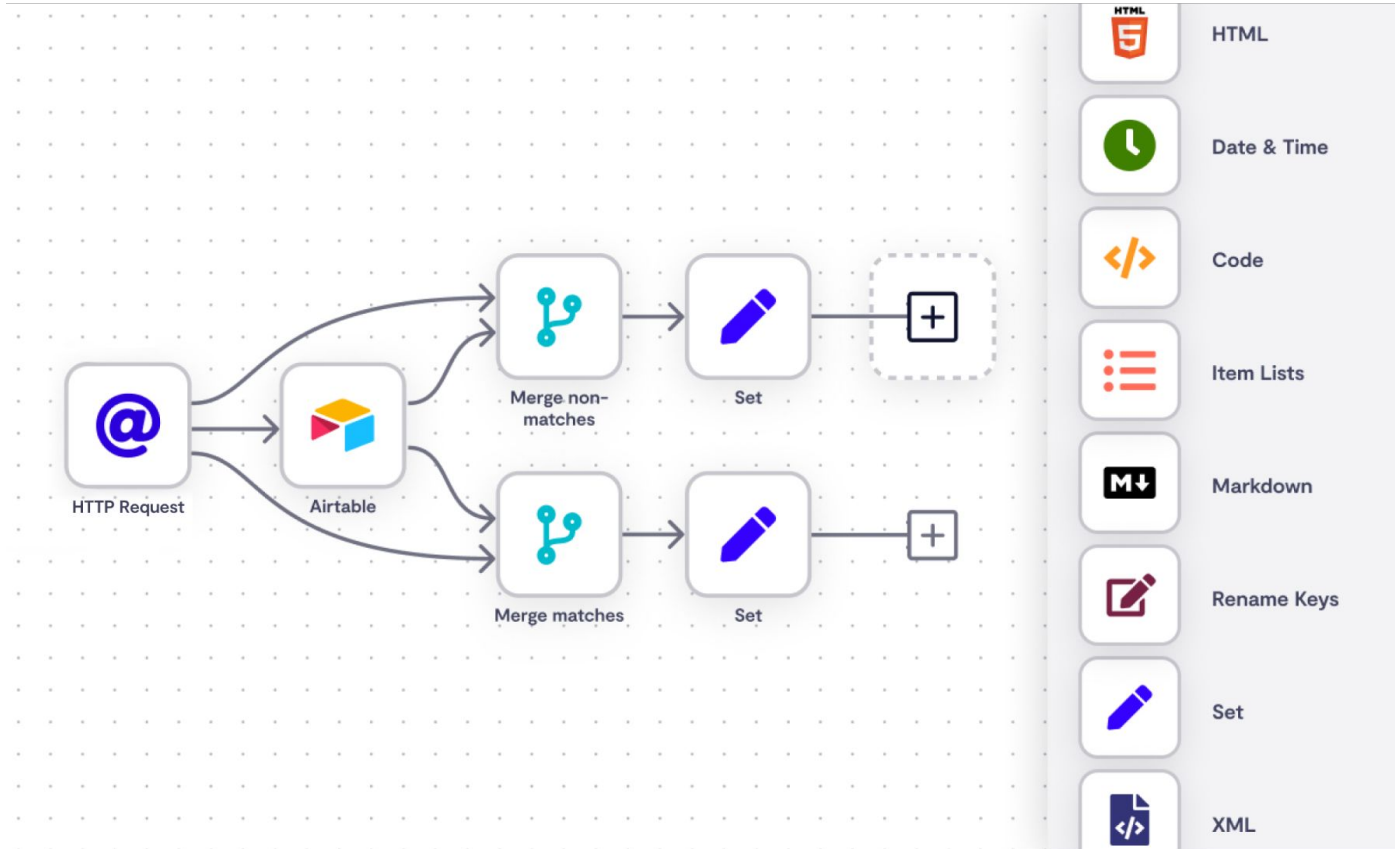 HTTP Request
Airtable
Merge non-
matches
Set
Merge matches
Set
HTML
5
HTML
Date & Time
Code
Item Lists
M
Markdown
Rename Keys
Set
XML